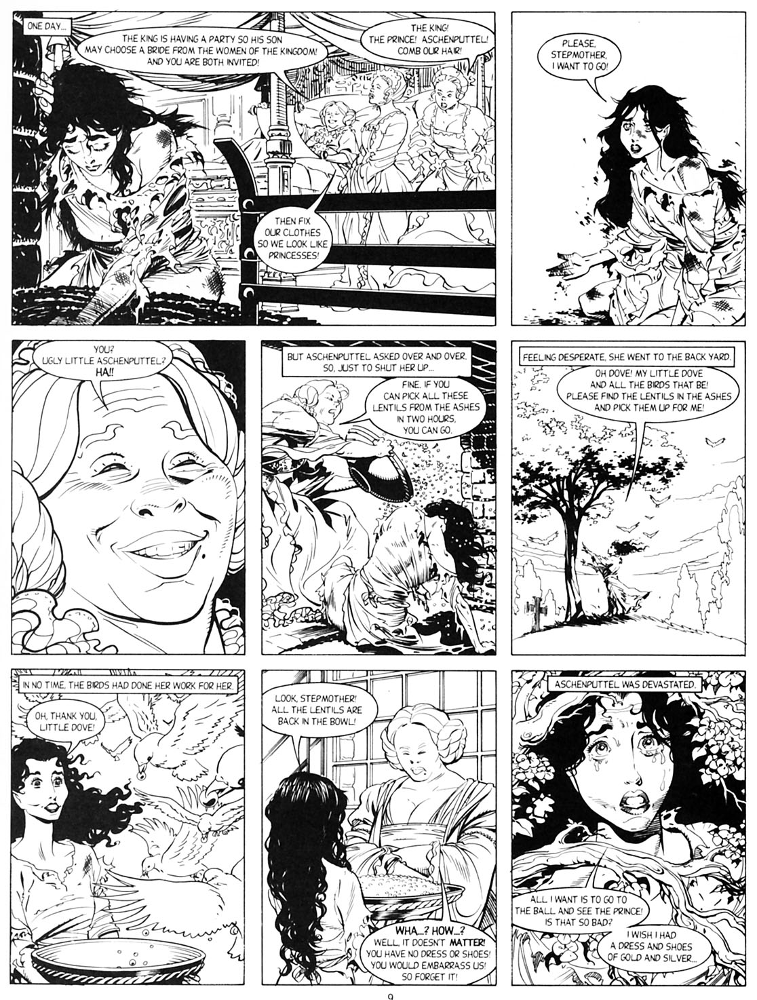 ONE DAY...
THE KING IS HAVING A PARTY SO HIS SON
MAY CHOOSE A BRIDE FROM THE WOMEN OF THE KINGDOM!
AND YOU ARE BOTH INVITED!
THE KING!
THE PRINCE! ASCHENPUTTEL!
COMB OUR HAIR!
THEN FIX
OUR CLOTHES
SO WE LOOK LIKE
PRINCESSES!
PLEASE,
STEPMOTHER,
I WANT TO GO!
YOU?
UGLY LITTLE ASCHENPUTTEL?
HA!!
BUT ASCHENPUTTEL ASKED OVER AND OVER.
SO, JUST TO SHUT HER UP...
FINE. IF YOU
CAN PICK ALL THESE
LENTILS FROM THE ASHES
IN TWO HOURS,
YOU CAN GO.
FEELING DESPERATE, SHE WENT TO THE BACK YARD.
OH DOVE! MY LITTLE DOVE
AND ALL THE BIRDS THAT BE!
PLEASE FIND THE LENTILS IN THE ASHES
AND PICK THEM UP FOR ME!
IN NO TIME, THE BIRDS HAD DONE HER WORK FOR HER.
OH, THANK YOU,
LITTLE DOVE!
LOOK, STEPMOTHER!
ALL THE LENTILS ARE
BACK IN THE BOWL!
WHA...? HOW...?
WELL, IT DOESN'T MATTER!
YOU HAVE NO DRESS OR SHOES!
YOU WOULD EMBARRASS US!
SO FORGET IT!
ASCHENPUTTEL WAS DEVASTATED.
ALL I WANT IS TO GO TO
THE BALL AND SEE THE PRINCE!
IS THAT SO BAD?
I WISH I HAD
A DRESS AND SHOES
OF GOLD AND SILVER...
9